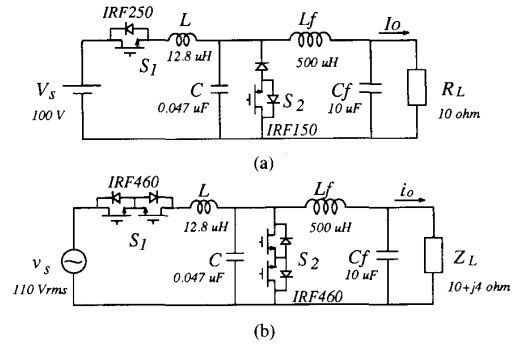 IRF250
S1
L
12.8 uH
Lf
500 uH
Io
Vs
100 V
C
0.047 uF
S2
IRF150
Cf
10 uF
RL
10 ohm
(a)
IRF460
S1
L
12.8 uH
Lf
500 uH
io
vs
110 Vrms
C
0.047 uF
S2
IRF460
Cf
10 uF
ZL
10+j4 ohm
(b)